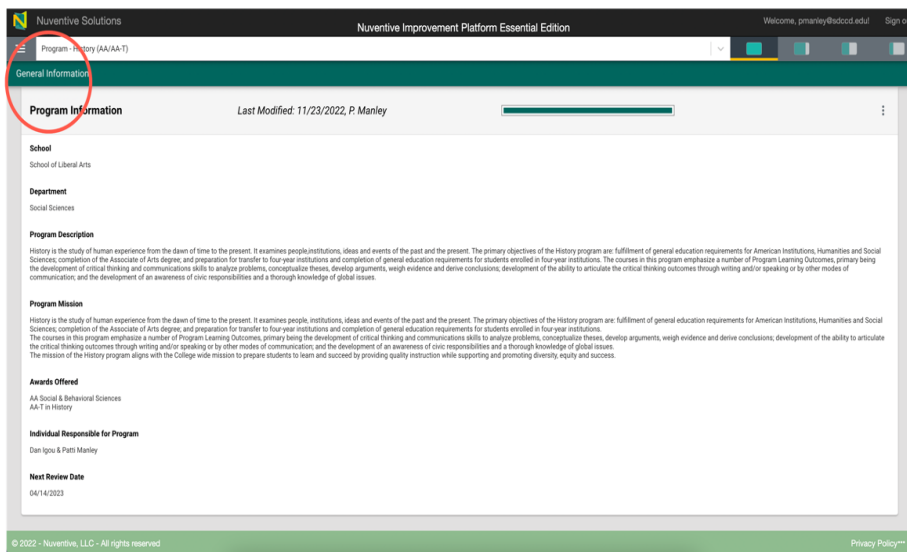 Nuventive Solutions
Nuventive Improvement Platform Essential Edition
Welcome, pmanley@sdccd.edu!
Sign o
Program - History (AA/AA-T)
General Information
Program Information
Last Modified: 11/23/2022, P. Manley
School
School of Liberal Arts
Department
Social Sciences
Program Description
History is the study of human experience from the dawn of time to the present. It examines people,institutions, ideas and events of the past and the present. The primary objectives of the History program are: fulfillment of general education requirements for American Institutions, Humanities and Social
Sciences; completion of the Associate of Arts degree; and preparation for transfer to four-year institutions and completion of general education requirements for students enrolled in four-year institutions. The courses in this program emphasize a number of Program Learning Outcomes, primary being
the development of critical thinking and communications skills to analyze problems, conceptualize theses, develop arguments, weigh evidence and derive conclusions; development of the ability to articulate the critical thinking outcomes through writing and/or speaking or by other modes of
communication; and the development of an awareness of civic responsibilities and a thorough knowledge of global issues.
Program Mission
History is the study of human experience from the dawn of time to the present. It examines people, institutions, ideas and events of the past and the present. The primary objectives of the History program are: fulfillment of general education requirements for American Institutions, Humanities and Social
Sciences; completion of the Associate of Arts degree; and preparation for transfer to four-year institutions and completion of general education requirements for students enrolled in four-year institutions.
The courses in this program emphasize a number of Program Learning Outcomes, primary being the development of critical thinking and communications skills to analyze problems, conceptualize theses, develop arguments, weigh evidence and derive conclusions; development of the ability to articulate
the critical thinking outcomes through writing and/or speaking or by other modes of communication; and the development of an awareness of civic responsibilities and a thorough knowledge of global issues.
The mission of the History program aligns with the College wide mission to prepare students to learn and succeed by providing quality instruction while supporting and promoting diversity, equity and success.
Awards Offered
AA Social & Behavioral Sciences
AA-T in History
Individual Responsible for Program
Dan Igou & Patti Manley
Next Review Date
04/14/2023
© 2022 - Nuventive, LLC - All rights reserved
Privacy Policy